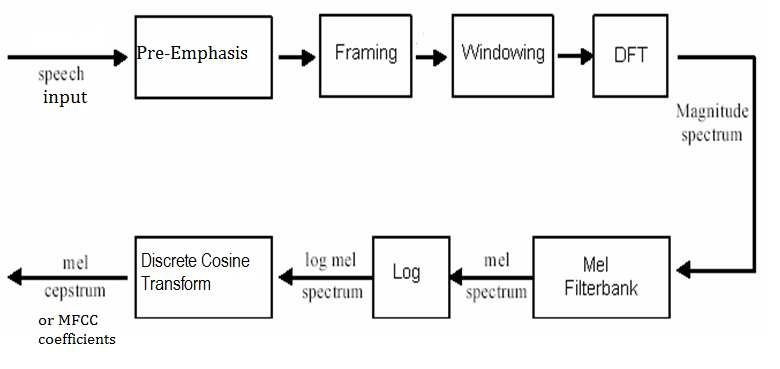 speech
input
Pre-Emphasis
Framing
Windowing
DFT
Magnitude
spectrum
Mel
Filterbank
mel
spectrum
Log
log mel
spectrum
Discrete Cosine
Transform
mel
cepstrum
or MFCC
coefficients